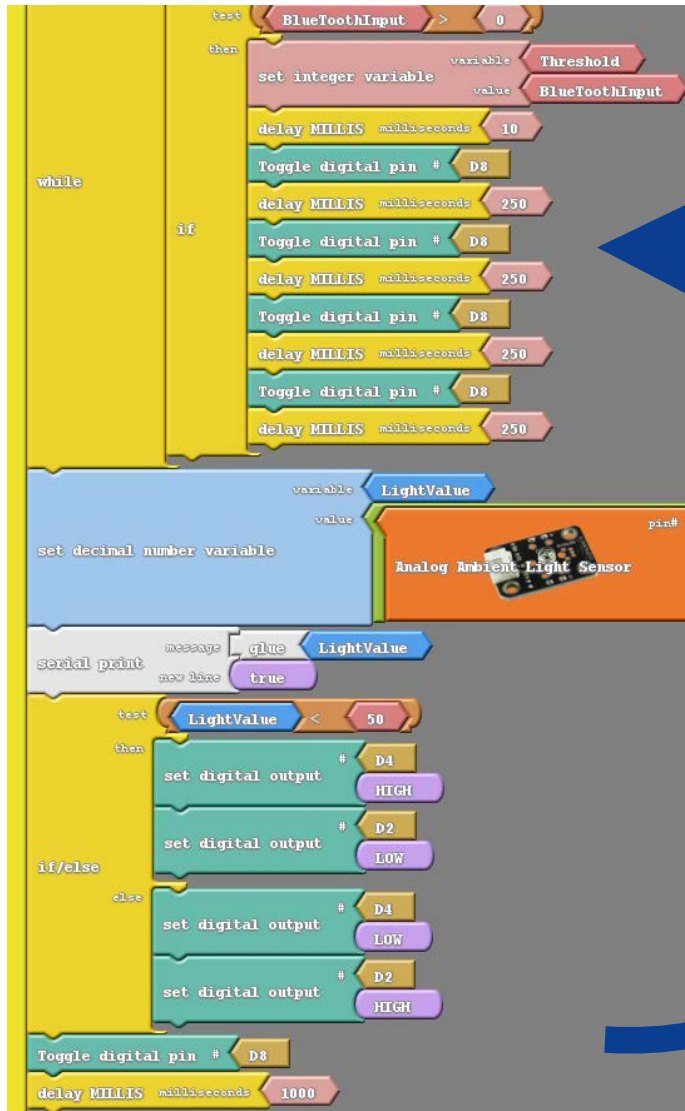 test BlueToothInput > 0
then
set integer variable variable Threshold
value BlueToothInput
delay MILLIS milliseconds 10
Toggle digital pin # D8
while
delay MILLIS milliseconds 250
if
Toggle digital pin # D8
delay MILLIS milliseconds 250
Toggle digital pin # D8
delay MILLIS milliseconds 250
Toggle digital pin # D8
delay MILLIS milliseconds 250
variable LightValue
value pin#
set decimal number variable
Analog Ambient Light Sensor
serial print message glue LightValue
new line true
test LightValue < 50
then
set digital output # D4
HIGH
set digital output # D2
LOW
if/else
else
set digital output # D4
LOW
set digital output # D2
HIGH
Toggle digital pin # D8
delay MILLIS milliseconds 1000